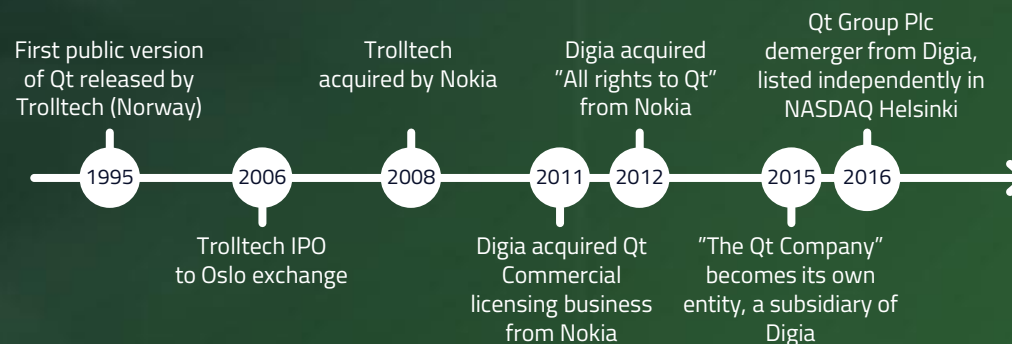 First public version
of Qt released by
Trolltech (Norway)
Trolltech
acquired by Nokia
Digia acquired
”All rights to Qt”
from Nokia
Qt Group Plc
demerger from Digia,
listed independently in
NASDAQ Helsinki
1995
2006
2008
2011
2012
2015
2016
Trolltech IPO
to Oslo exchange
Digia acquired Qt
Commercial
licensing business
from Nokia
”The Qt Company”
becomes its own
entity, a subsidiary of
Digia